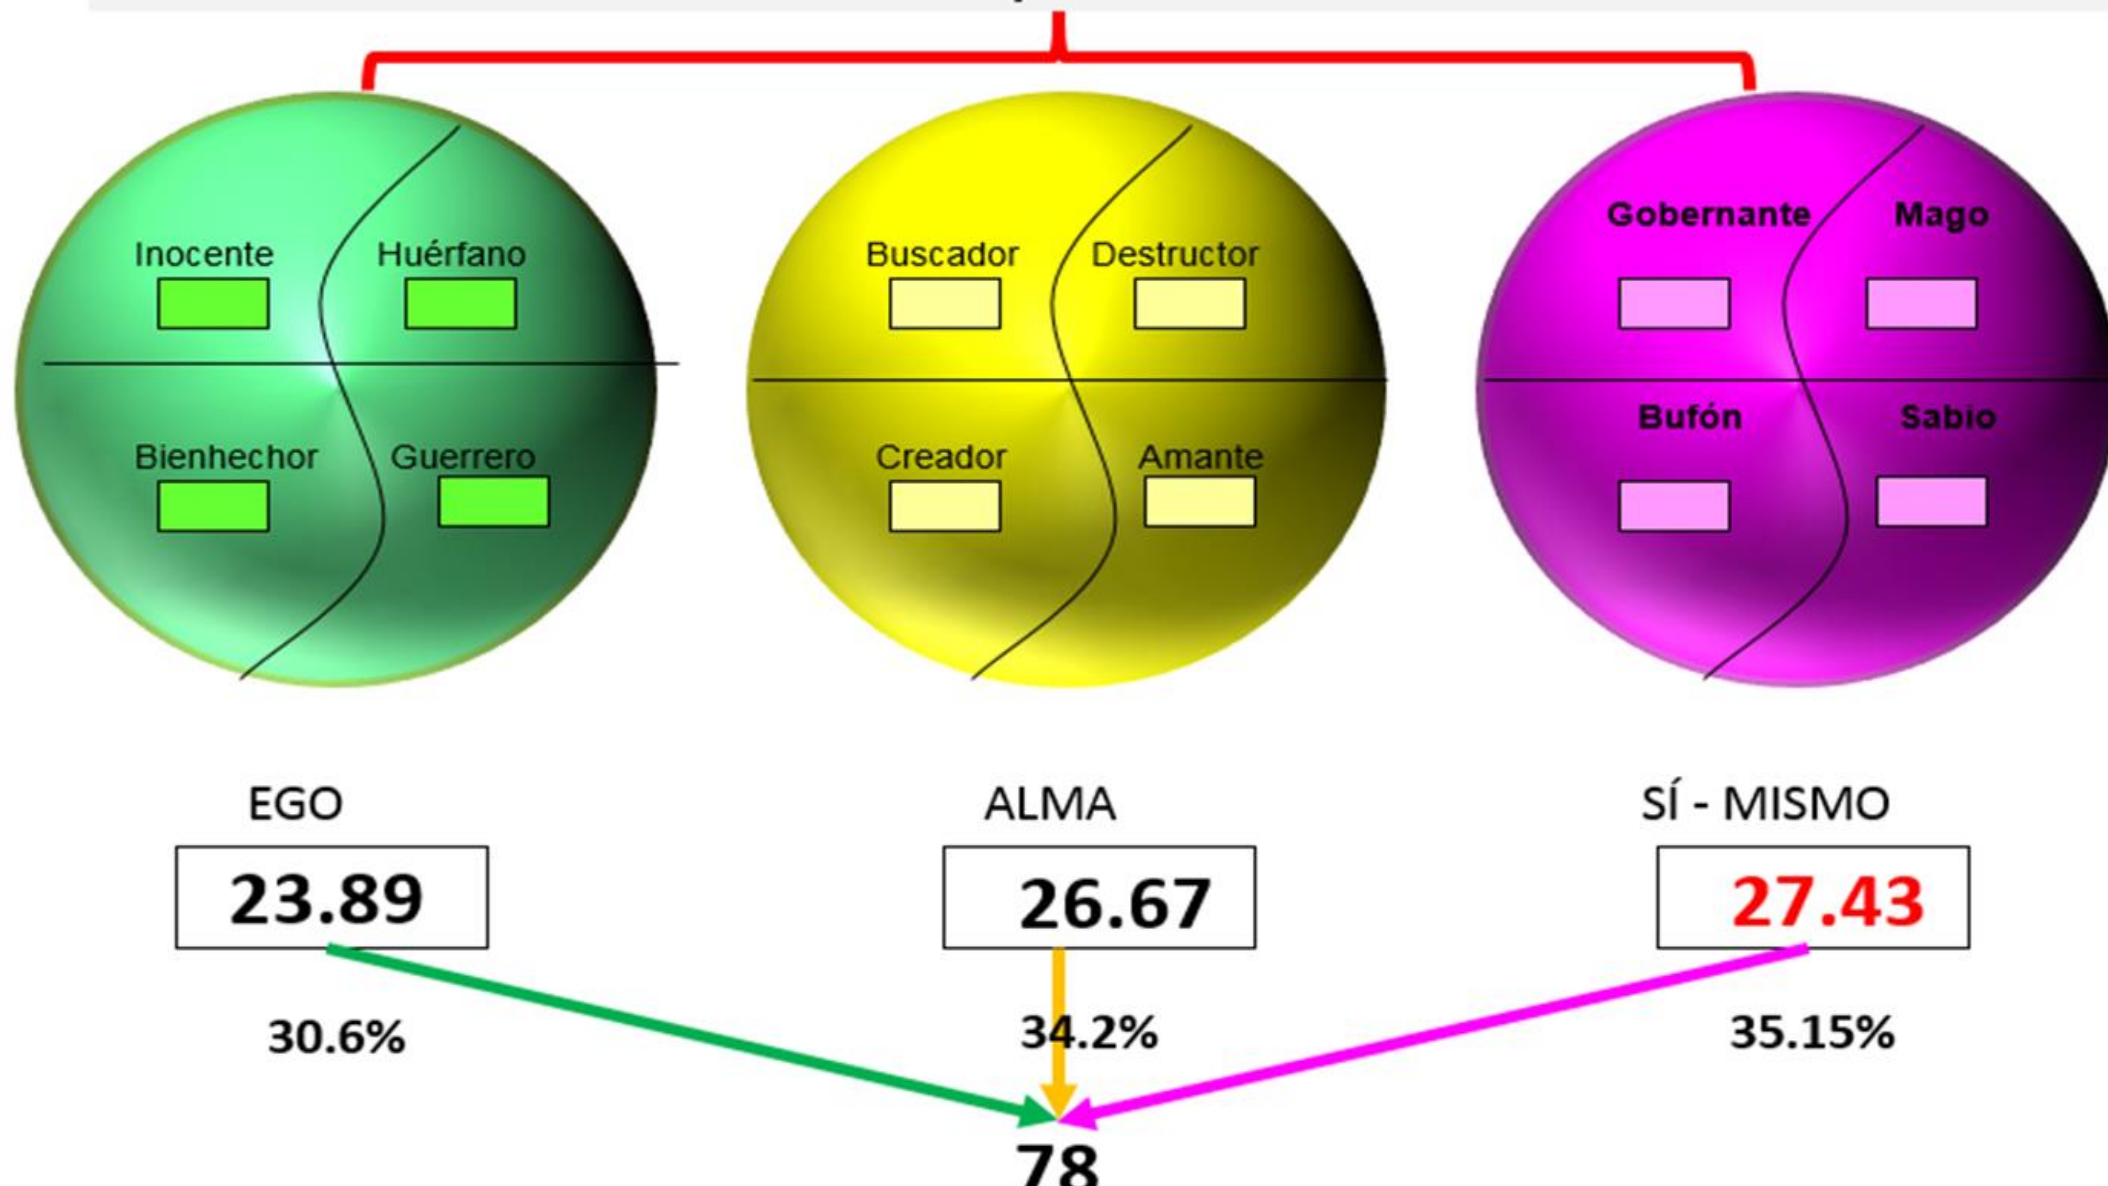 Inocente
Huérfano
Bienhechor
Guerrero
Buscador
Destructor
Creador
Amante
Gobernante
Mago
Bufón
Sabio
EGO
ALMA
SÍ - MISMO
23.89
26.67
27.43
30.6%
34.2%
35.15%
78